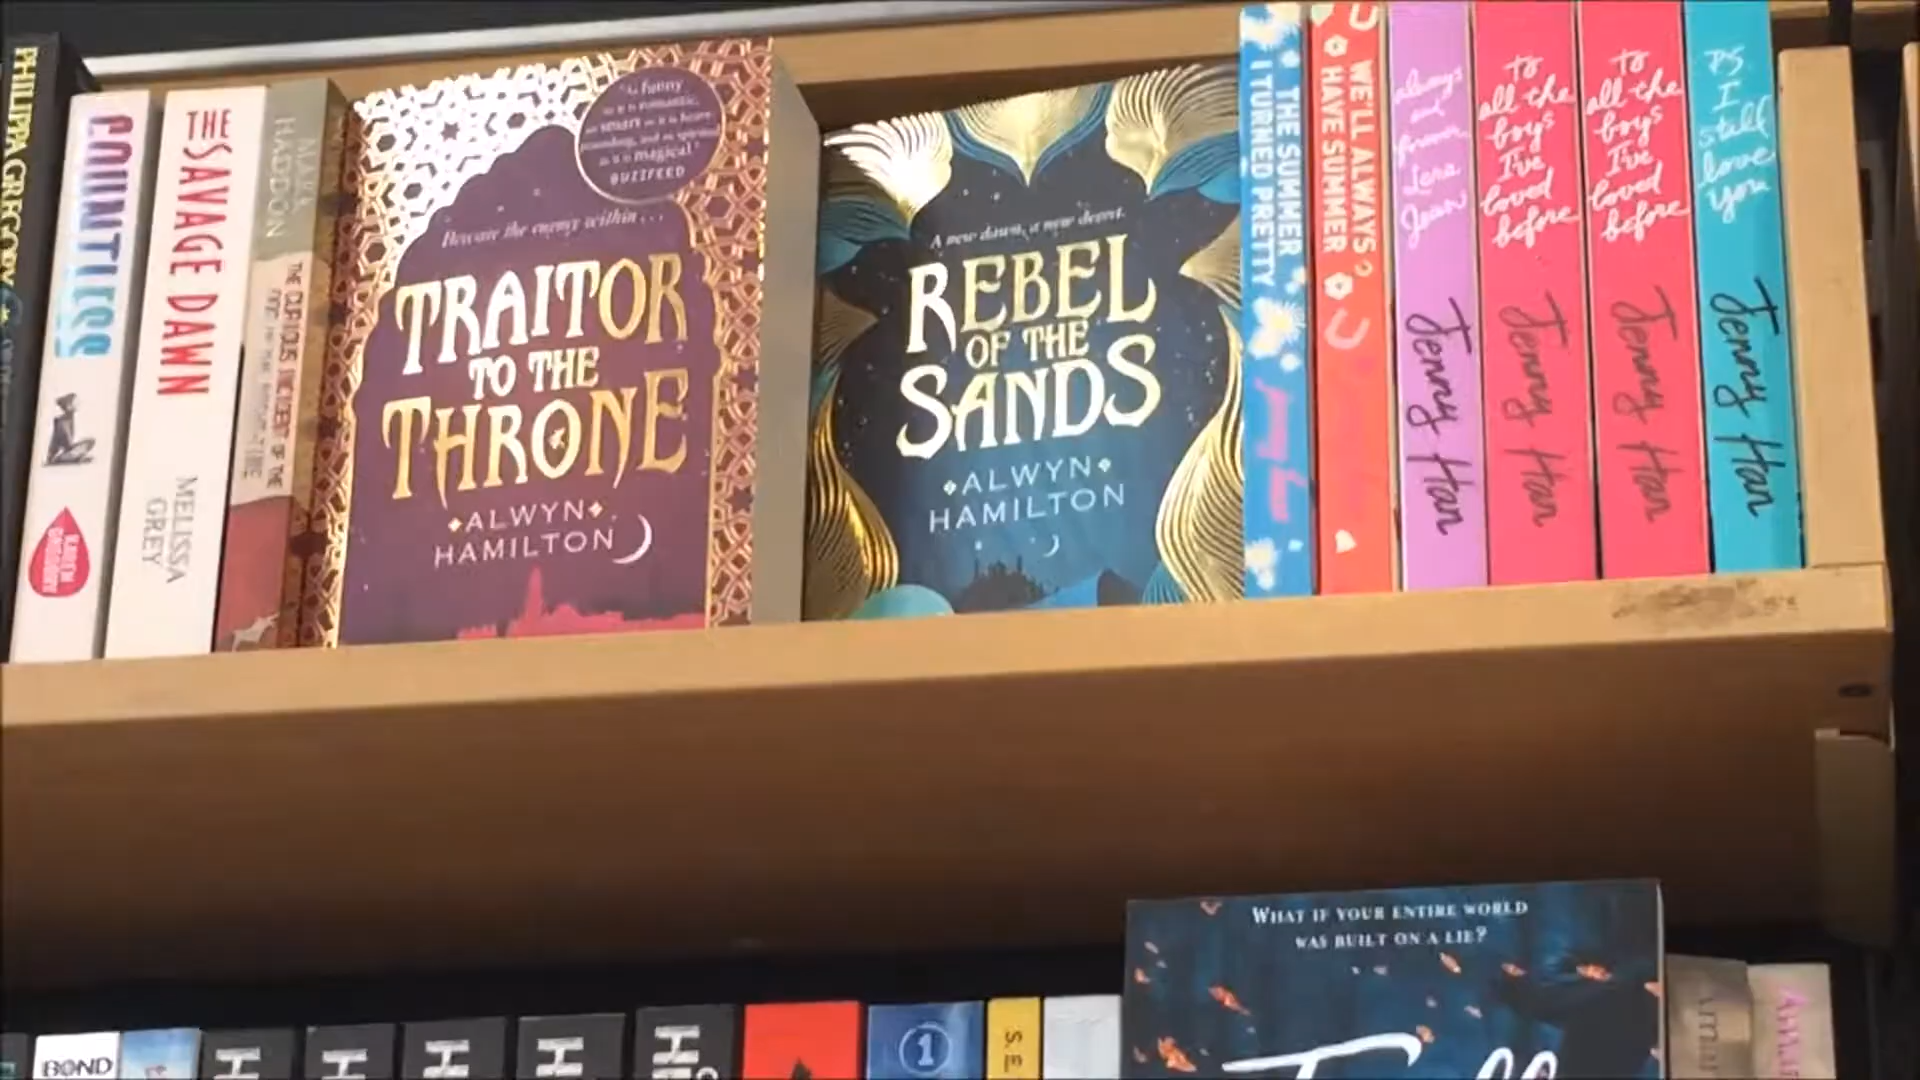 PHILIPPA GREGORY
COUNTLESS
KAREN GREGORY
THE SAVAGE DAWN
MELISSA GREY
MARK HADDON
THE CURIOUS INCIDENT OF THE
"As funny
as it is romantic,
as smart as it is heart-
pounding, and as spirited
as it is magical."
BUZZFEED
Beware the enemy within...
TRAITOR
TO THE
THRONE
ALWYN
HAMILTON
A new dawn, a new desert.
REBEL
OF THE
SANDS
ALWYN
HAMILTON
THE SUMMER
I TURNED PRETTY
WE'LL ALWAYS
HAVE SUMMER
always and forever Lara Jean
Jenny Han
to all the boys I've loved before
Jenny Han
to all the boys I've loved before
Jenny Han
PS I still love you
Jenny Han
WHAT IF YOUR ENTIRE WORLD
WAS BUILT ON A LIE?
BOND
H
H
H
H
1
S.E